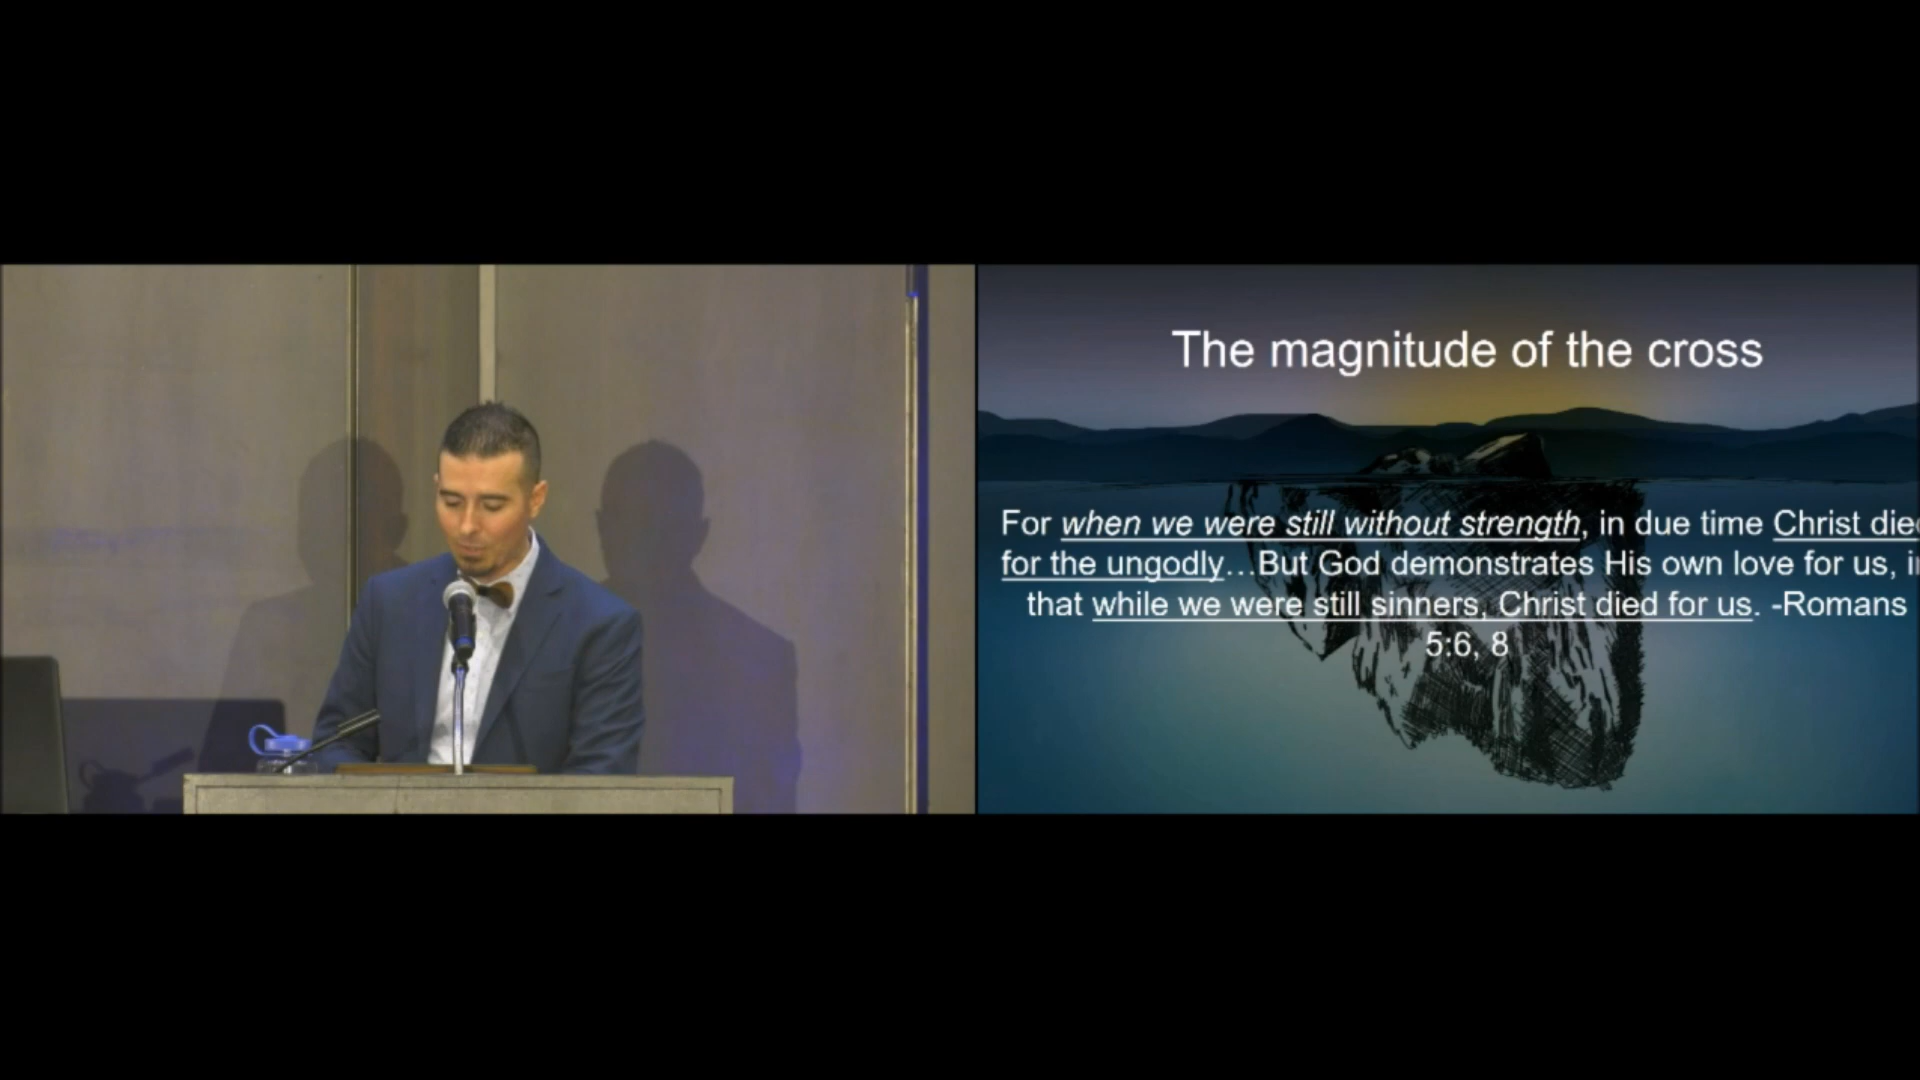 The magnitude of the cross
For when we were still without strength, in due time Christ died
for the ungodly…But God demonstrates His own love for us, in
that while we were still sinners, Christ died for us. -Romans
5:6, 8